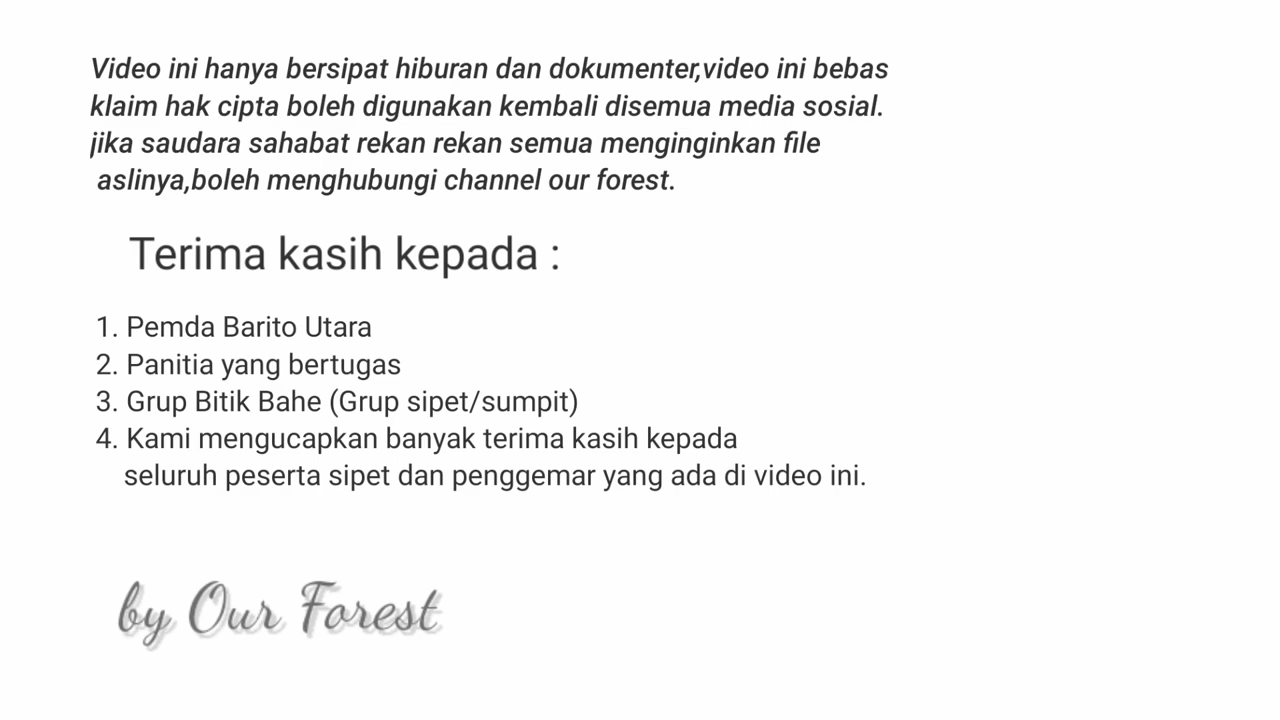 Video ini hanya bersipat hiburan dan dokumenter,video ini bebas
klaim hak cipta boleh digunakan kembali disemua media sosial.
jika saudara sahabat rekan rekan semua menginginkan file
aslinya,boleh menghubungi channel our forest.
Terima kasih kepada :
1. Pemda Barito Utara
2. Panitia yang bertugas
3. Grup Bitik Bahe (Grup sipet/sumpit)
4. Kami mengucapkan banyak terima kasih kepada
seluruh peserta sipet dan penggemar yang ada di video ini.
by Our Forest